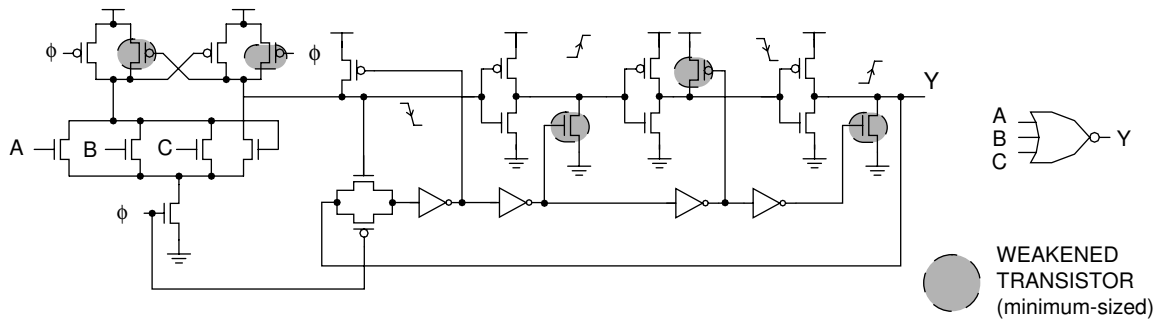 ϕ
ϕ
Y
A
B
C
Y
A B C
ϕ
WEAKENED
TRANSISTOR
(minimum-sized)